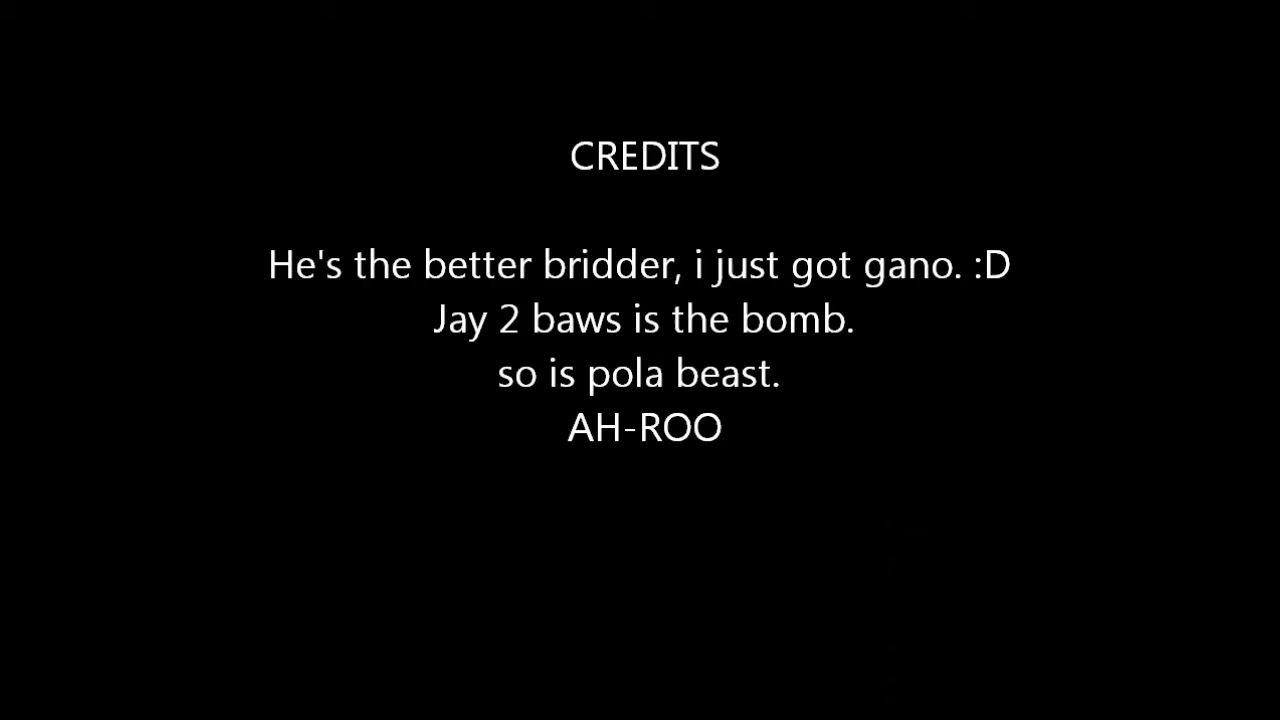 CREDITS
He's the better bridder, i just got gano. :D
Jay 2 baws is the bomb.
so is pola beast.
AH-ROO